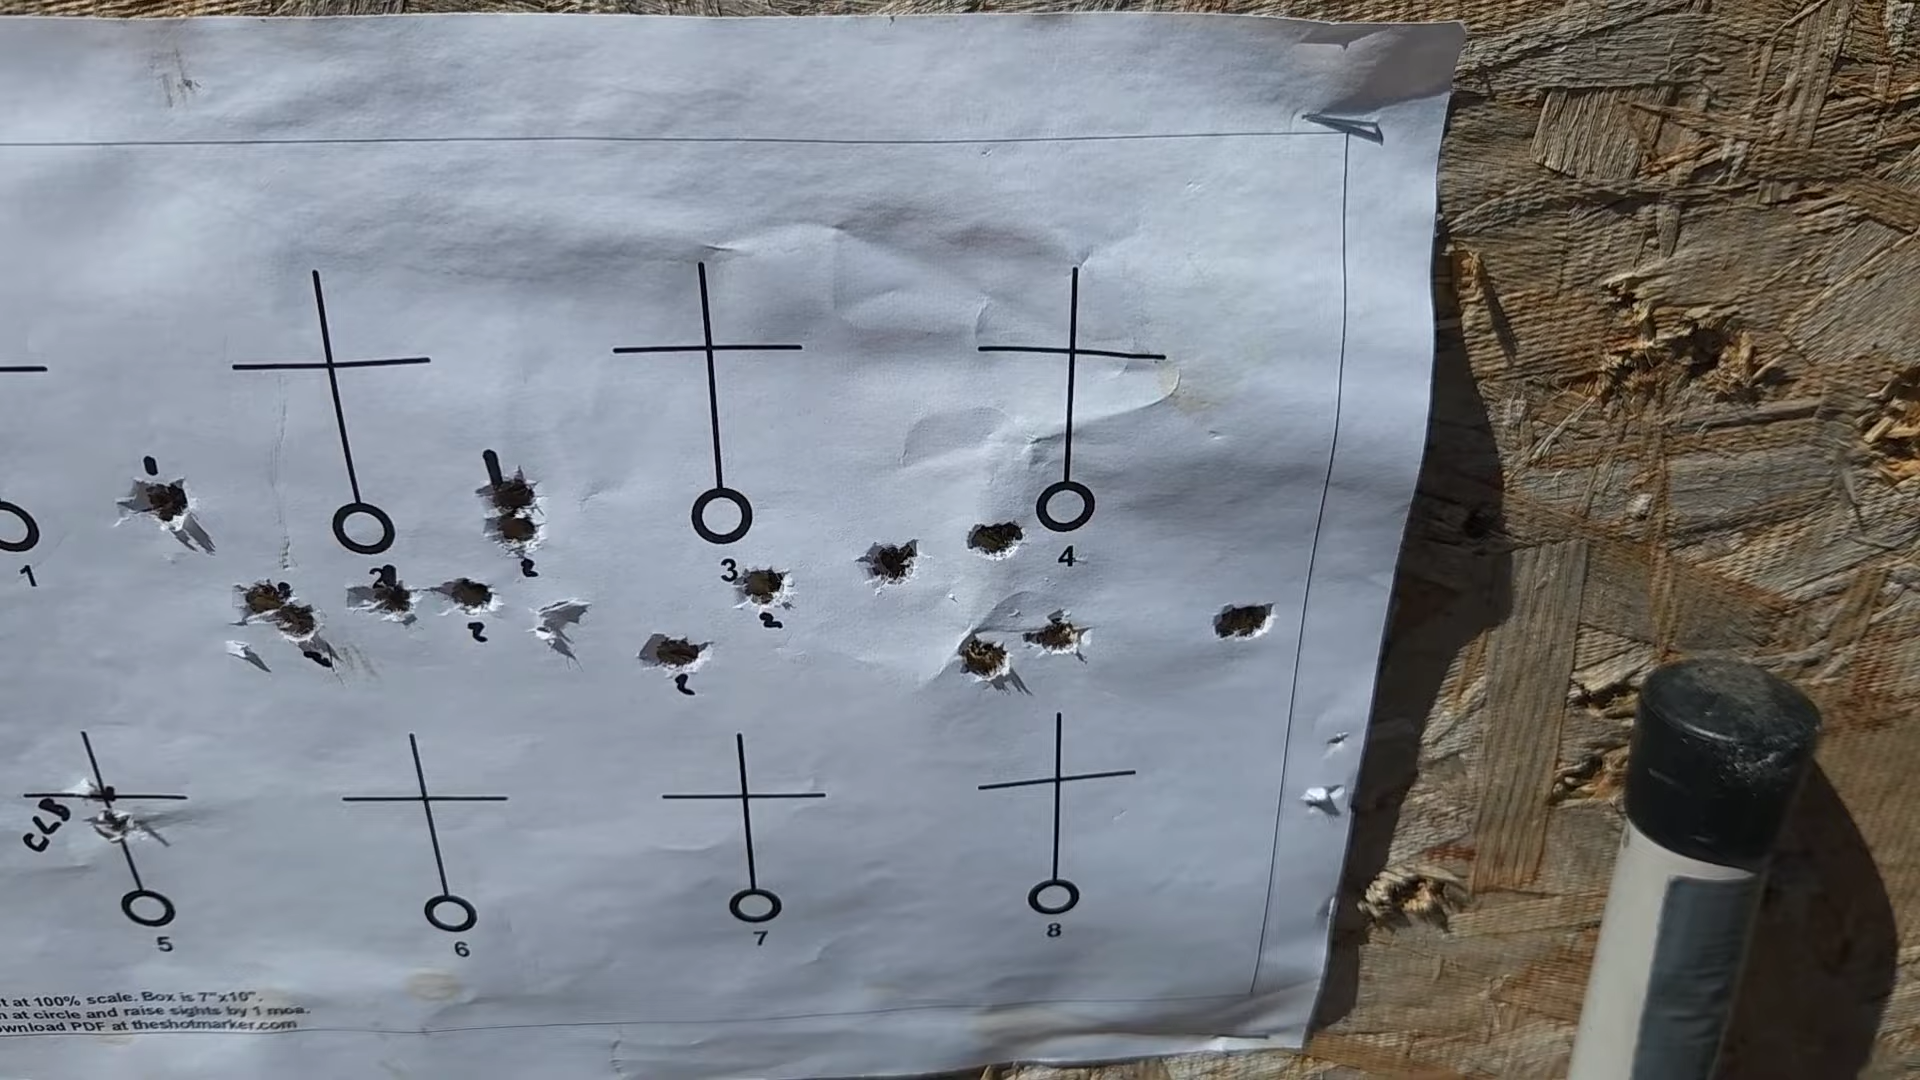 1
2
3
4
CLB
5
6
7
8
t at 100% scale. Box is 7"x10".
at circle and raise sights by 1 moa.
ownload PDF at theshotmarker.com